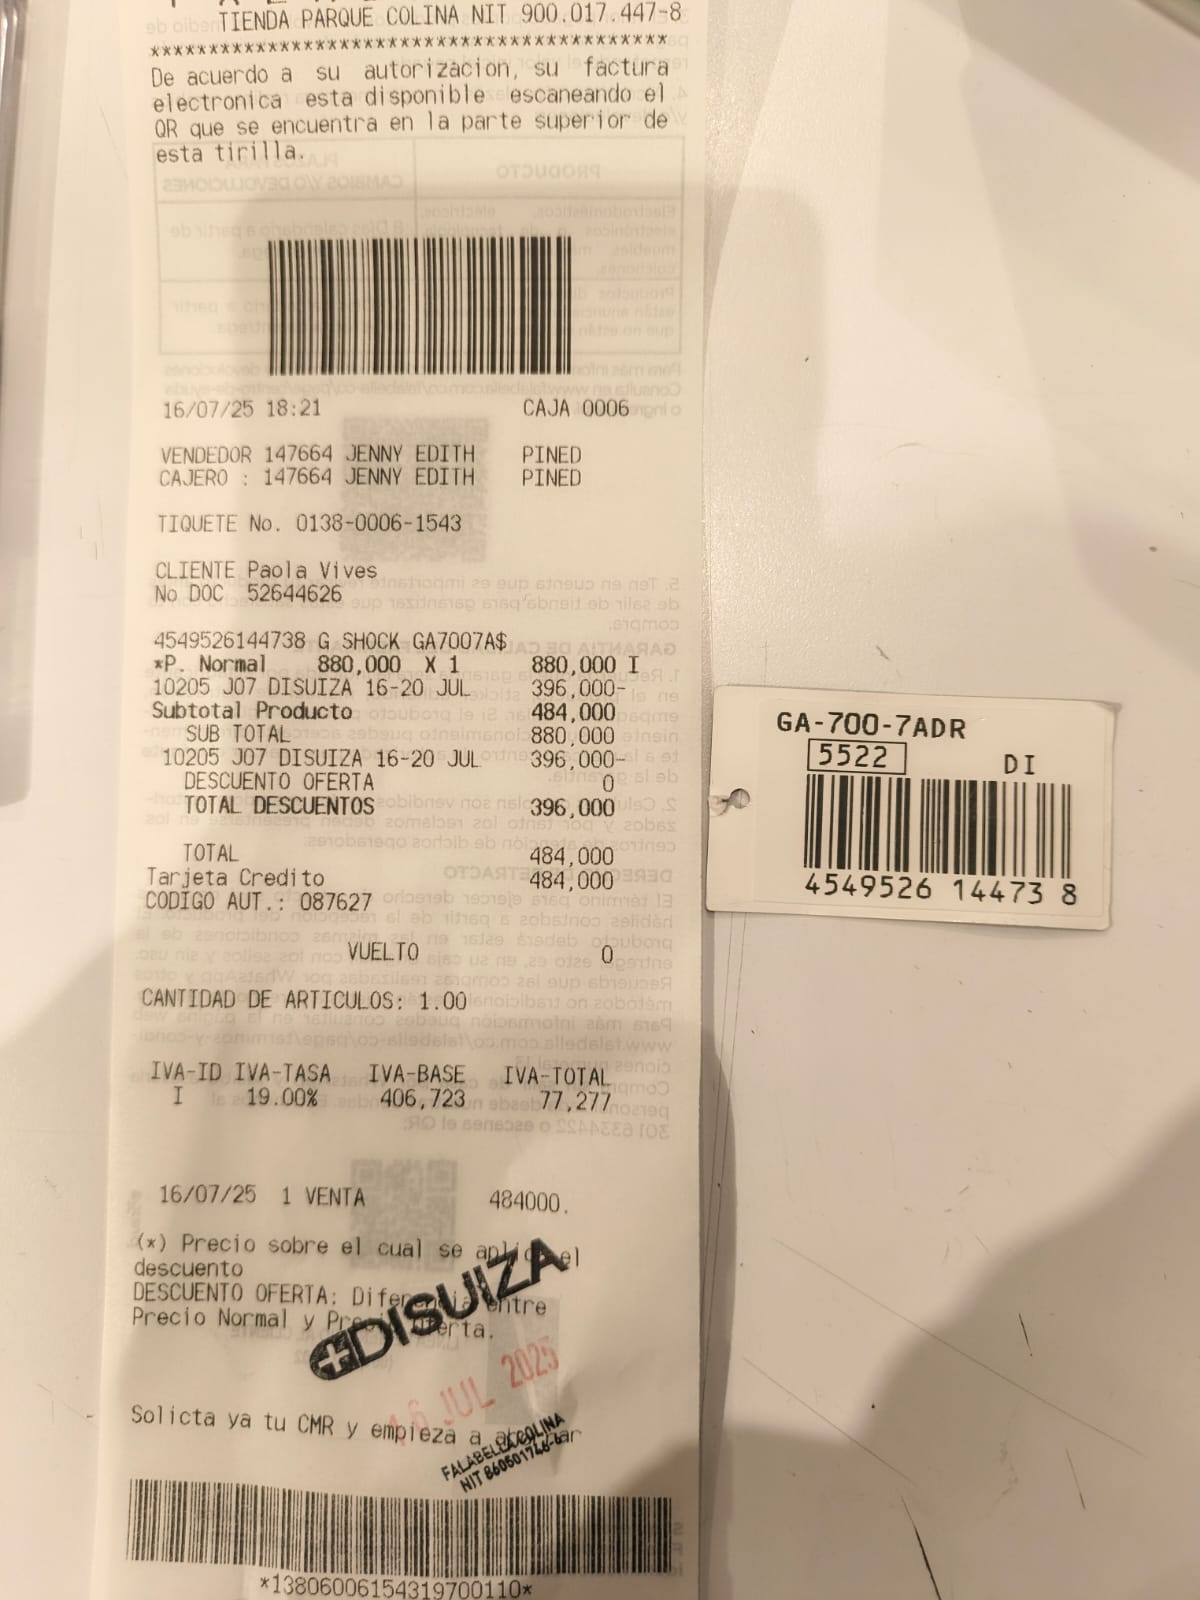 TIENDA PARQUE COLINA NIT 900.017.447-8
********************************************
De acuerdo a su autorizacion, su factura
electronica esta disponible escaneando el
QR que se encuentra en la parte superior de
esta tirilla.
16/07/25 18:21 CAJA 0006
VENDEDOR 147664 JENNY EDITH PINED
CAJERO : 147664 JENNY EDITH PINED
TIQUETE No. 0138-0006-1543
CLIENTE Paola Vives
No DOC 52644626
4549526144738 G SHOCK GA7007A$
*P. Normal 880,000 X 1 880,000 I
10205 J07 DISUIZA 16-20 JUL 396,000-
Subtotal Producto 484,000
SUB TOTAL 880,000
10205 J07 DISUIZA 16-20 JUL 396,000-
DESCUENTO OFERTA 0
TOTAL DESCUENTOS 396,000
TOTAL 484,000
Tarjeta Credito 484,000
CODIGO AUT.: 087627
VUELTO 0
CANTIDAD DE ARTICULOS: 1.00
IVA-ID IVA-TASA IVA-BASE IVA-TOTAL
I 19.00% 406,723 77,277
16/07/25 1 VENTA 484000.
(*) Precio sobre el cual se aplica el
descuento
DESCUENTO OFERTA: Diferencia entre
Precio Normal y Precio Oferta.
DISUIZA
16 JUL 2025
Solicta ya tu CMR y empieza a
FALABELLA COLINA
NIT 860501746-6
*13806006154319700110*
GA-700-7ADR
5522 DI
4549526 14473 8